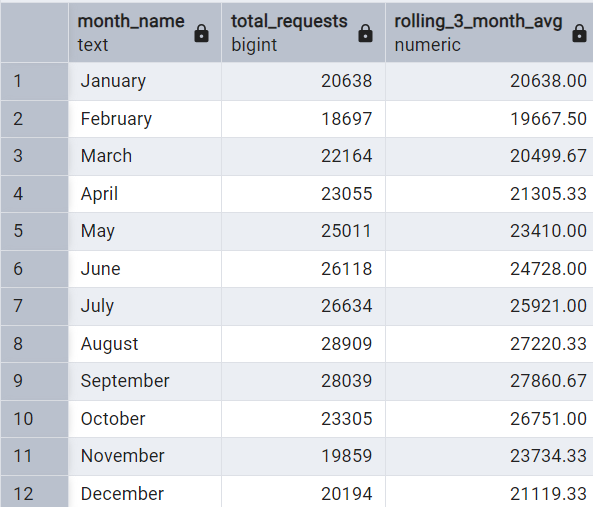 month_name total_requests rolling_3_month_avg
text bigint numeric
1 January 20638 20638.00
2 February 18697 19667.50
3 March 22164 20499.67
4 April 23055 21305.33
5 May 25011 23410.00
6 June 26118 24728.00
7 July 26634 25921.00
8 August 28909 27220.33
9 September 28039 27860.67
10 October 23305 26751.00
11 November 19859 23734.33
12 December 20194 21119.33